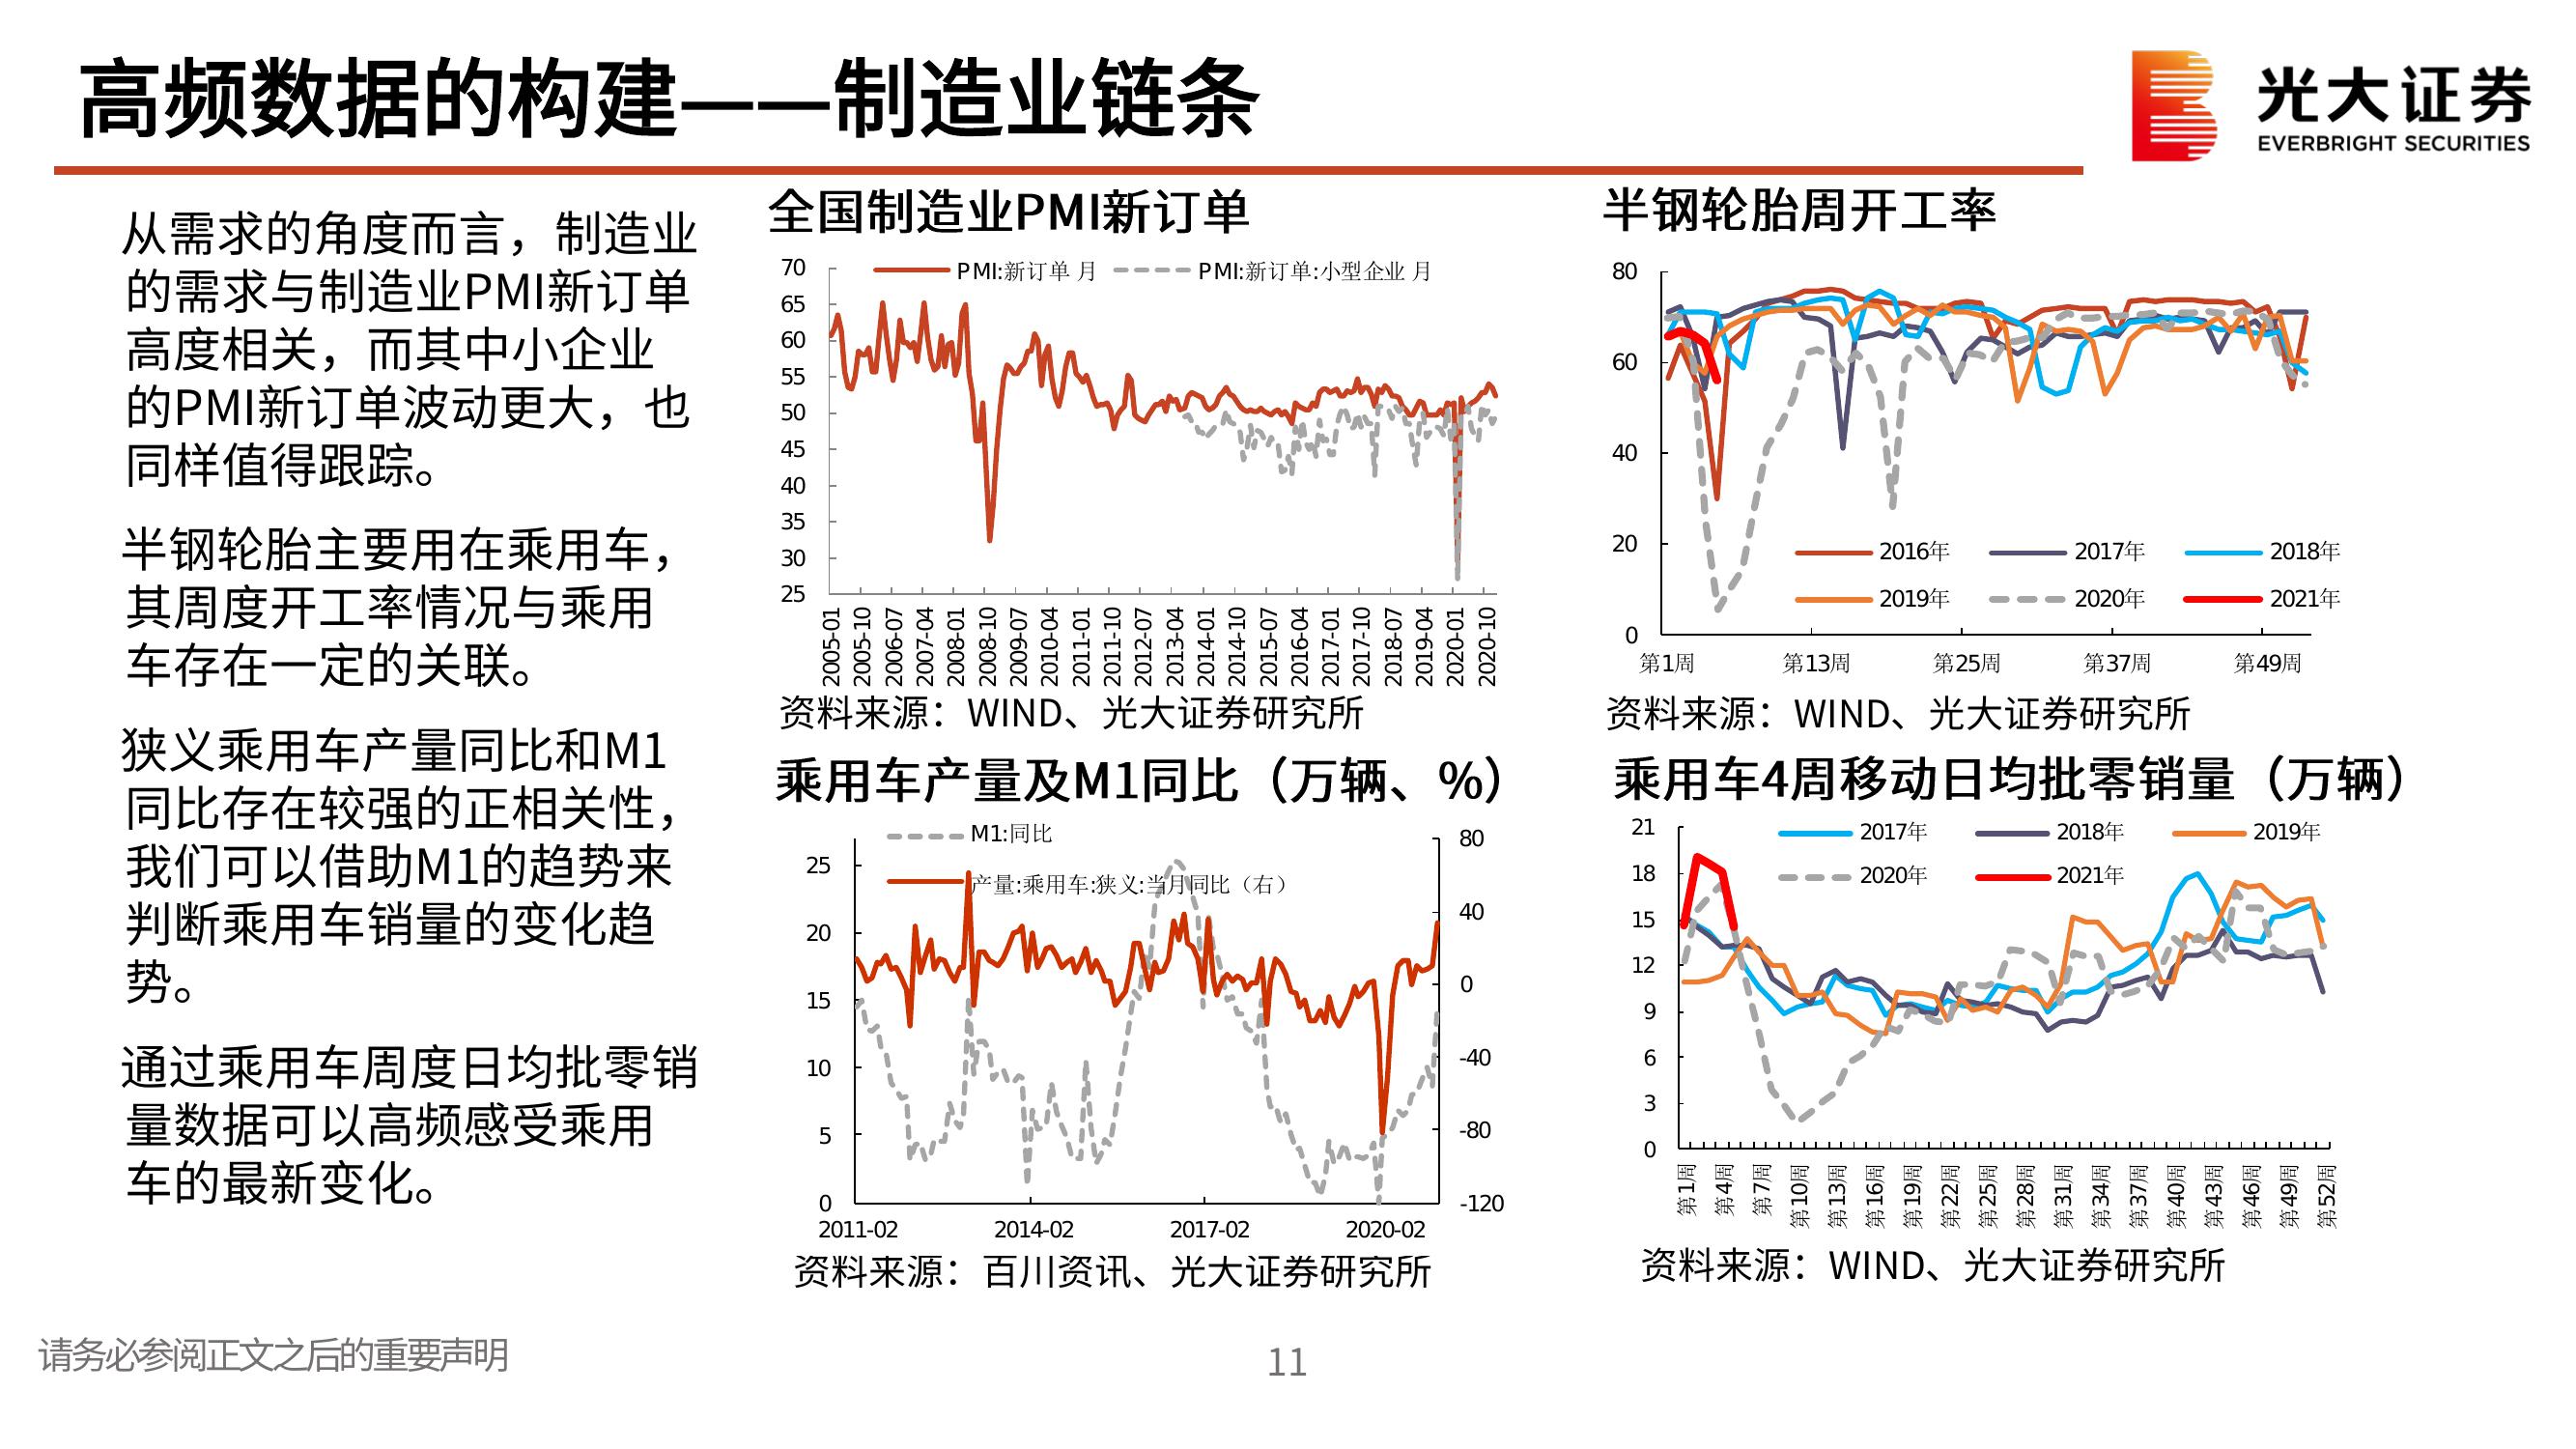 高频数据的构建——制造业链条
光大证券
EVERBRIGHT SECURITIES
从需求的角度而言，制造业
的需求与制造业PMI新订单
高度相关，而其中小企业
的PMI新订单波动更大，也
同样值得跟踪。
半钢轮胎主要用在乘用车，
其周度开工率情况与乘用
车存在一定的关联。
狭义乘用车产量同比和M1
同比存在较强的正相关性，
我们可以借助M1的趋势来
判断乘用车销量的变化趋
势。
通过乘用车周度日均批零销
量数据可以高频感受乘用
车的最新变化。
全国制造业PMI新订单
PMI:新订单 月 PMI:新订单:小型企业 月
70
65
60
55
50
45
40
35
30
25
2005-01 2005-10 2006-07 2007-04 2008-01 2008-10 2009-07 2010-04 2011-01 2011-10 2012-07 2013-04 2014-01 2014-10 2015-07 2016-04 2017-01 2017-10 2018-07 2019-04 2020-01 2020-10
资料来源：WIND、光大证券研究所
半钢轮胎周开工率
80
60
40
20
0
2016年 2017年 2018年
2019年 2020年 2021年
第1周 第13周 第25周 第37周 第49周
资料来源：WIND、光大证券研究所
乘用车产量及M1同比（万辆、%）
M1:同比
产量:乘用车:狭义:当月同比（右）
25
20
15
10
5
0
80
40
0
-40
-80
-120
2011-02 2014-02 2017-02 2020-02
资料来源：百川资讯、光大证券研究所
乘用车4周移动日均批零销量（万辆）
2017年 2018年 2019年
2020年 2021年
21
18
15
12
9
6
3
0
第1周 第4周 第7周 第10周 第13周 第16周 第19周 第22周 第25周 第28周 第31周 第34周 第37周 第40周 第43周 第46周 第49周 第52周
资料来源：WIND、光大证券研究所
请务必参阅正文之后的重要声明
11